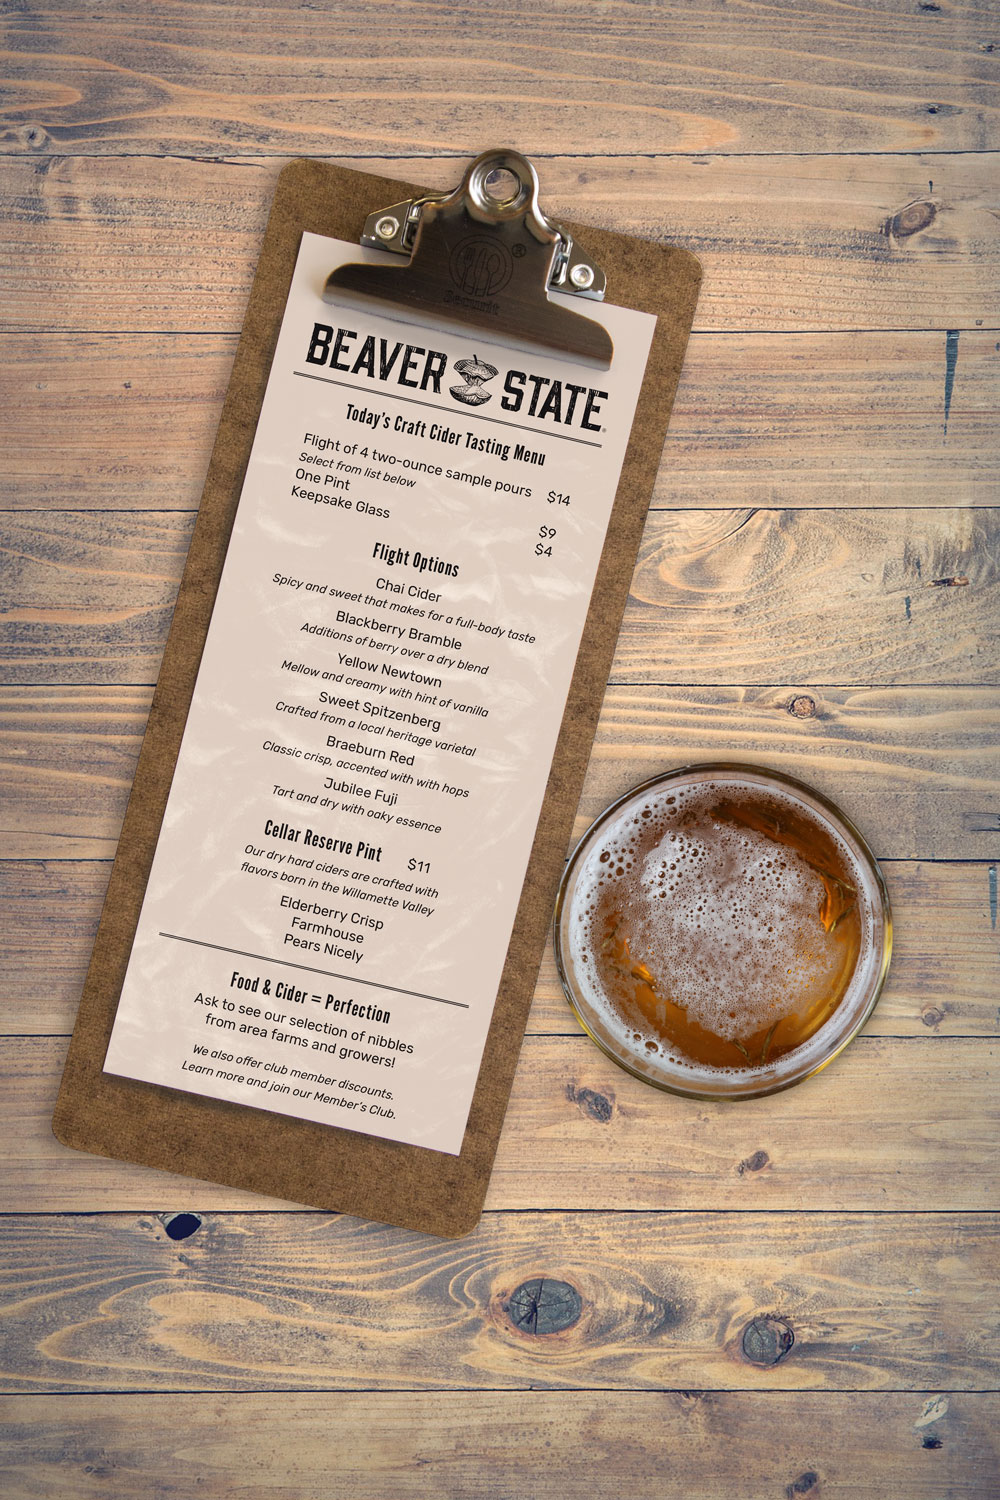 Securit ®
BEAVER STATE
Today's Craft Cider Tasting Menu
Flight of 4 two-ounce sample pours $14
Select from list below
One Pint $9
Keepsake Glass $4
Flight Options
Chai Cider
Spicy and sweet that makes for a full-body taste
Blackberry Bramble
Additions of berry over a dry blend
Yellow Newtown
Mellow and creamy with hint of vanilla
Sweet Spitzenberg
Crafted from a local heritage varietal
Braeburn Red
Classic crisp, accented with with hops
Jubilee Fuji
Tart and dry with oaky essence
Cellar Reserve Pint $11
Our dry hard ciders are crafted with
flavors born in the Willamette Valley
Elderberry Crisp
Farmhouse
Pears Nicely
Food & Cider = Perfection
Ask to see our selection of nibbles
from area farms and growers!
We also offer club member discounts.
Learn more and join our Member's Club.